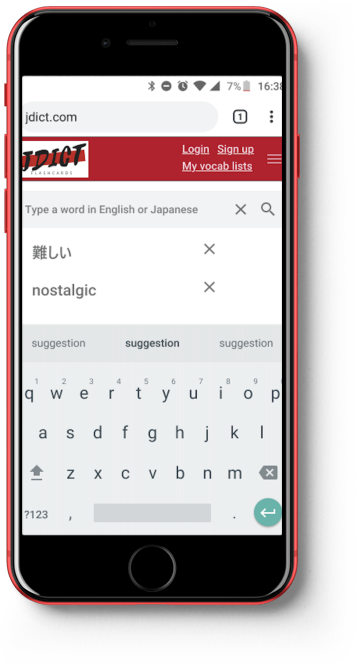 7% 16:38
jdict.com 1
JDICT
FLASHCARDS
Login Sign up
My vocab lists
Type a word in English or Japanese
難しい
nostalgic
suggestion suggestion suggestion
1 2 3 4 5 6 7 8 9
q w e r t y u i o p
a s d f g h j k l
z x c v b n m
?123 , .